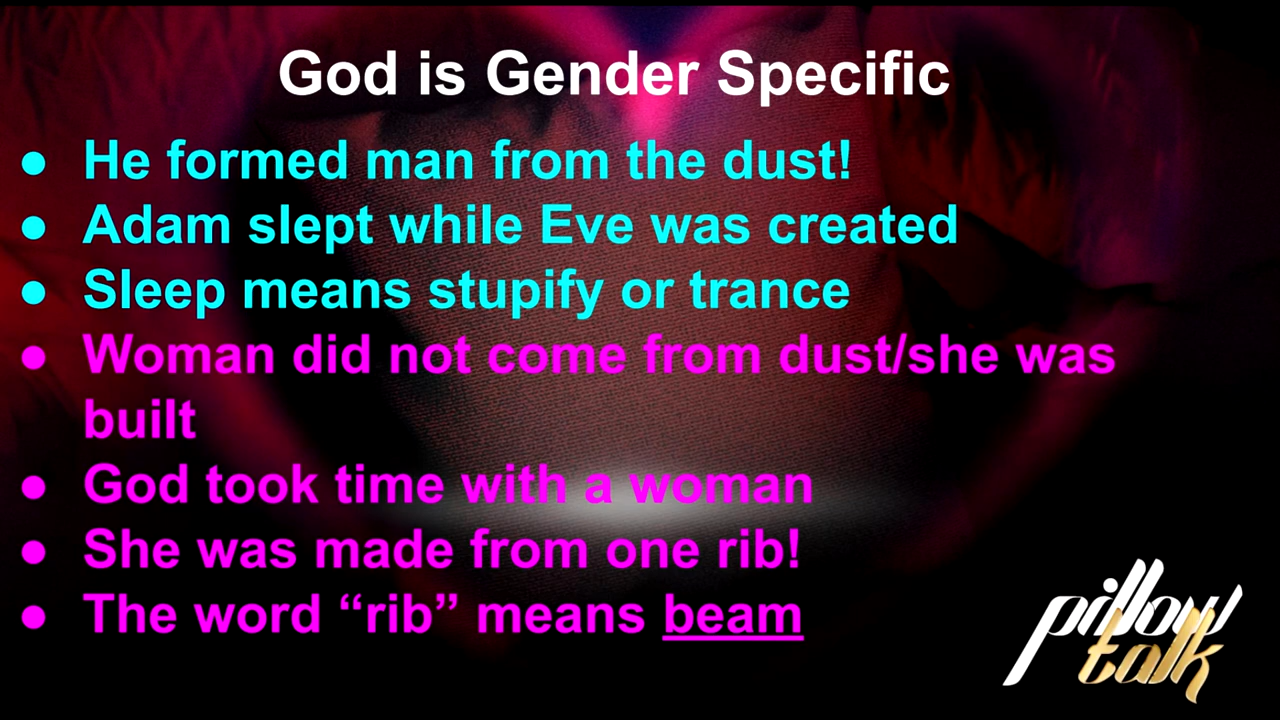 God is Gender Specific
● He formed man from the dust!
● Adam slept while Eve was created
● Sleep means stupify or trance
● Woman did not come from dust/she was
built
● God took time with a woman
● She was made from one rib!
● The word “rib” means beam
pillow
talk